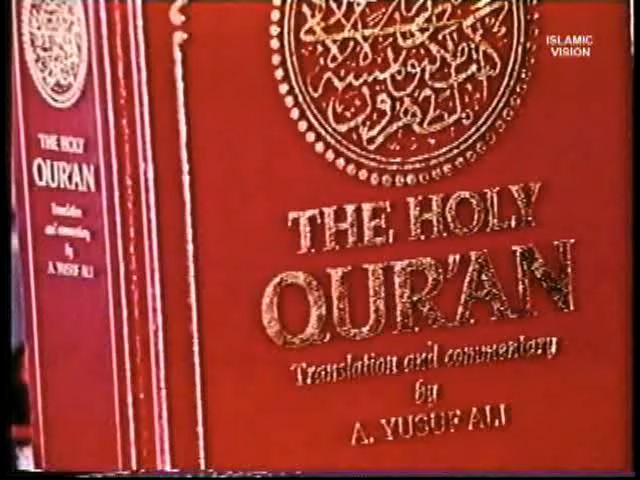 ISLAMIC
VISION
THE HOLY
QUR'AN
Translation
and commentary
by
A. YUSUF ALI
THE HOLY
QUR'AN
Translation and commentary
by
A. YUSUF ALI